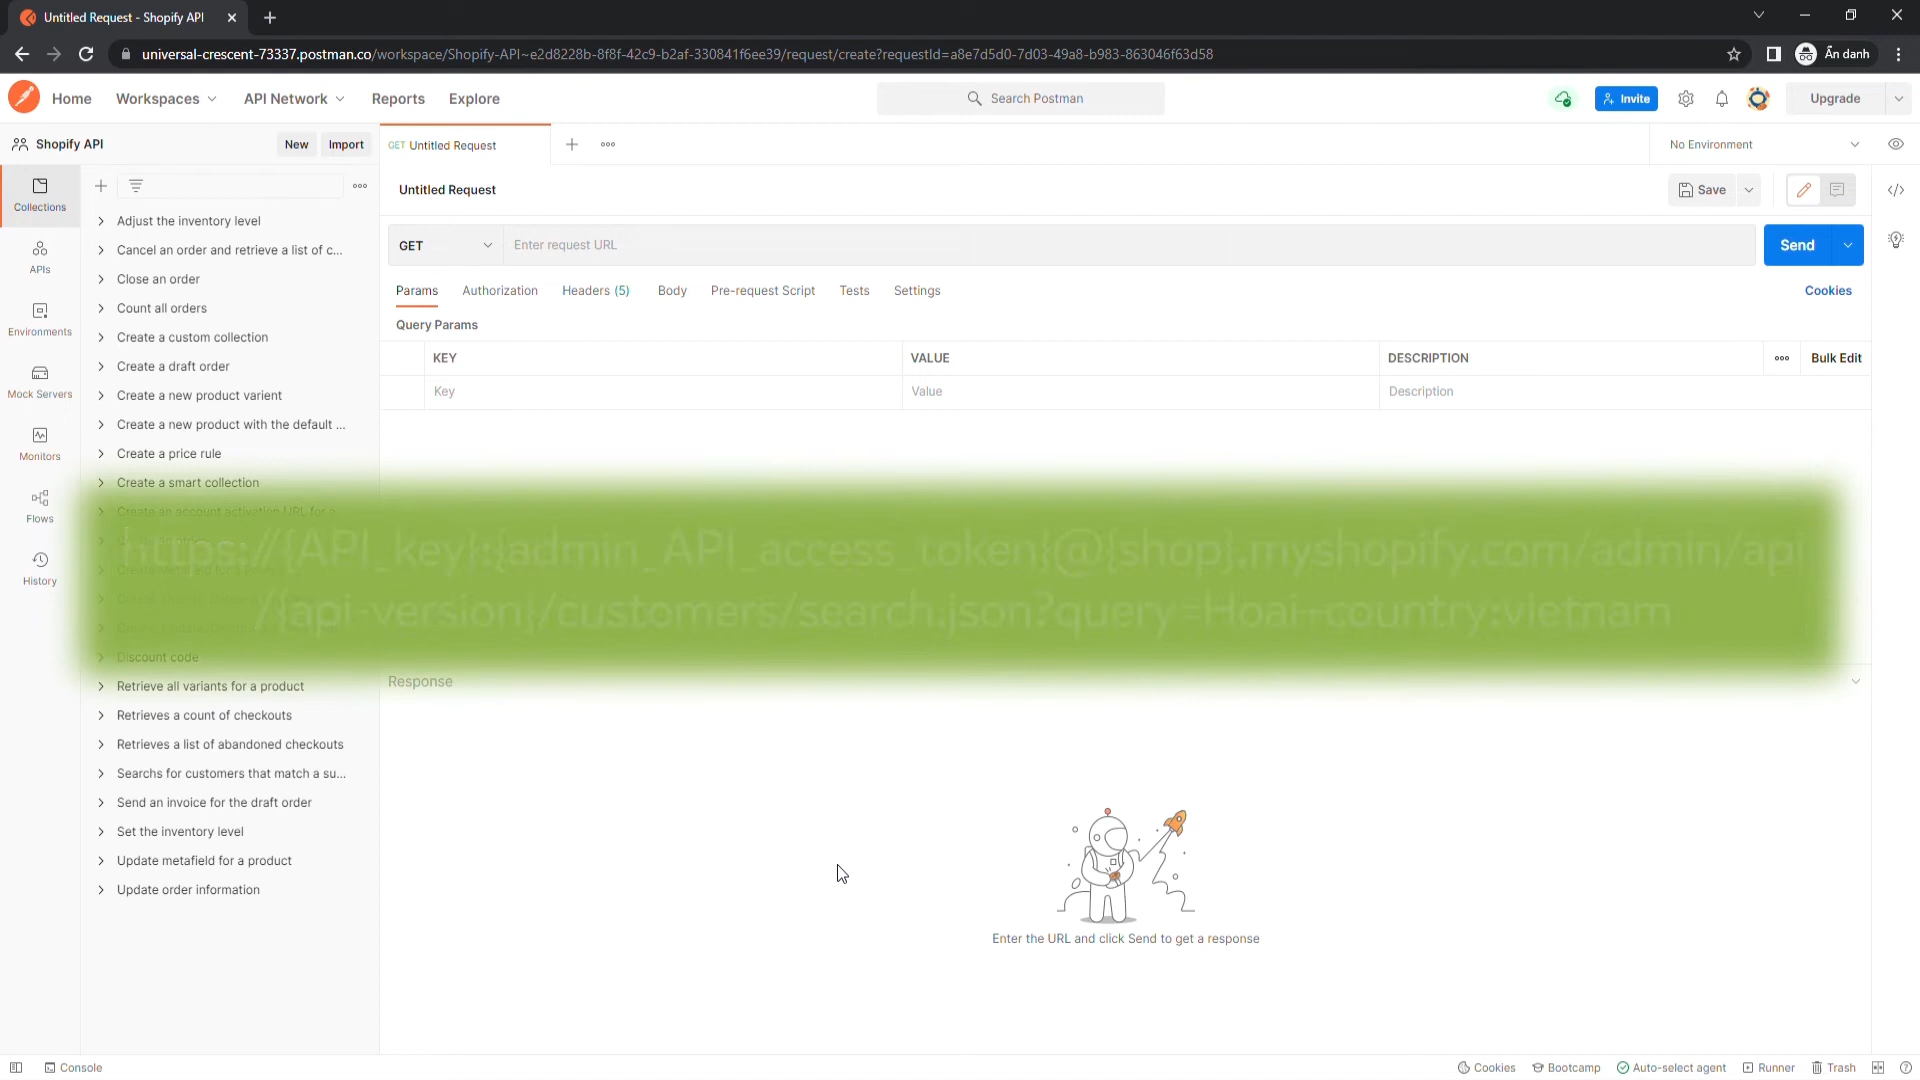 Untitled Request - Shopify API
universal-crescent-73337.postman.co/workspace/Shopify-API~e2d8228b-8f8f-42c9-b2af-330841f6ee39/request/create?requestId=a8e7d5d0-7d03-49a8-b983-863046f63d58
Ẩn danh
Home
Workspaces
API Network
Reports
Explore
Search Postman
Invite
Upgrade
Shopify API
New
Import
GET Untitled Request
No Environment
Untitled Request
Save
Collections
APIs
Environments
Mock Servers
Monitors
Flows
History
Adjust the inventory level
Cancel an order and retrieve a list of c...
Close an order
Count all orders
Create a custom collection
Create a draft order
Create a new product varient
Create a new product with the default ...
Create a price rule
Create a smart collection
Create an account activation URL for a
Discount code
Retrieve all variants for a product
Retrieves a count of checkouts
Retrieves a list of abandoned checkouts
Searchs for customers that match a su...
Send an invoice for the draft order
Set the inventory level
Update metafield for a product
Update order information
GET
Enter request URL
Send
Params
Authorization
Headers (5)
Body
Pre-request Script
Tests
Settings
Cookies
Query Params
KEY
VALUE
DESCRIPTION
Bulk Edit
Key
Value
Description
https://{API_key}:{admin_API_access_token}@{shop}.myshopify.com/admin/api
/{api-version}/customers/search.json?query=Hoai+country:vietnam
Response
Enter the URL and click Send to get a response
Console
Cookies
Bootcamp
Auto-select agent
Runner
Trash